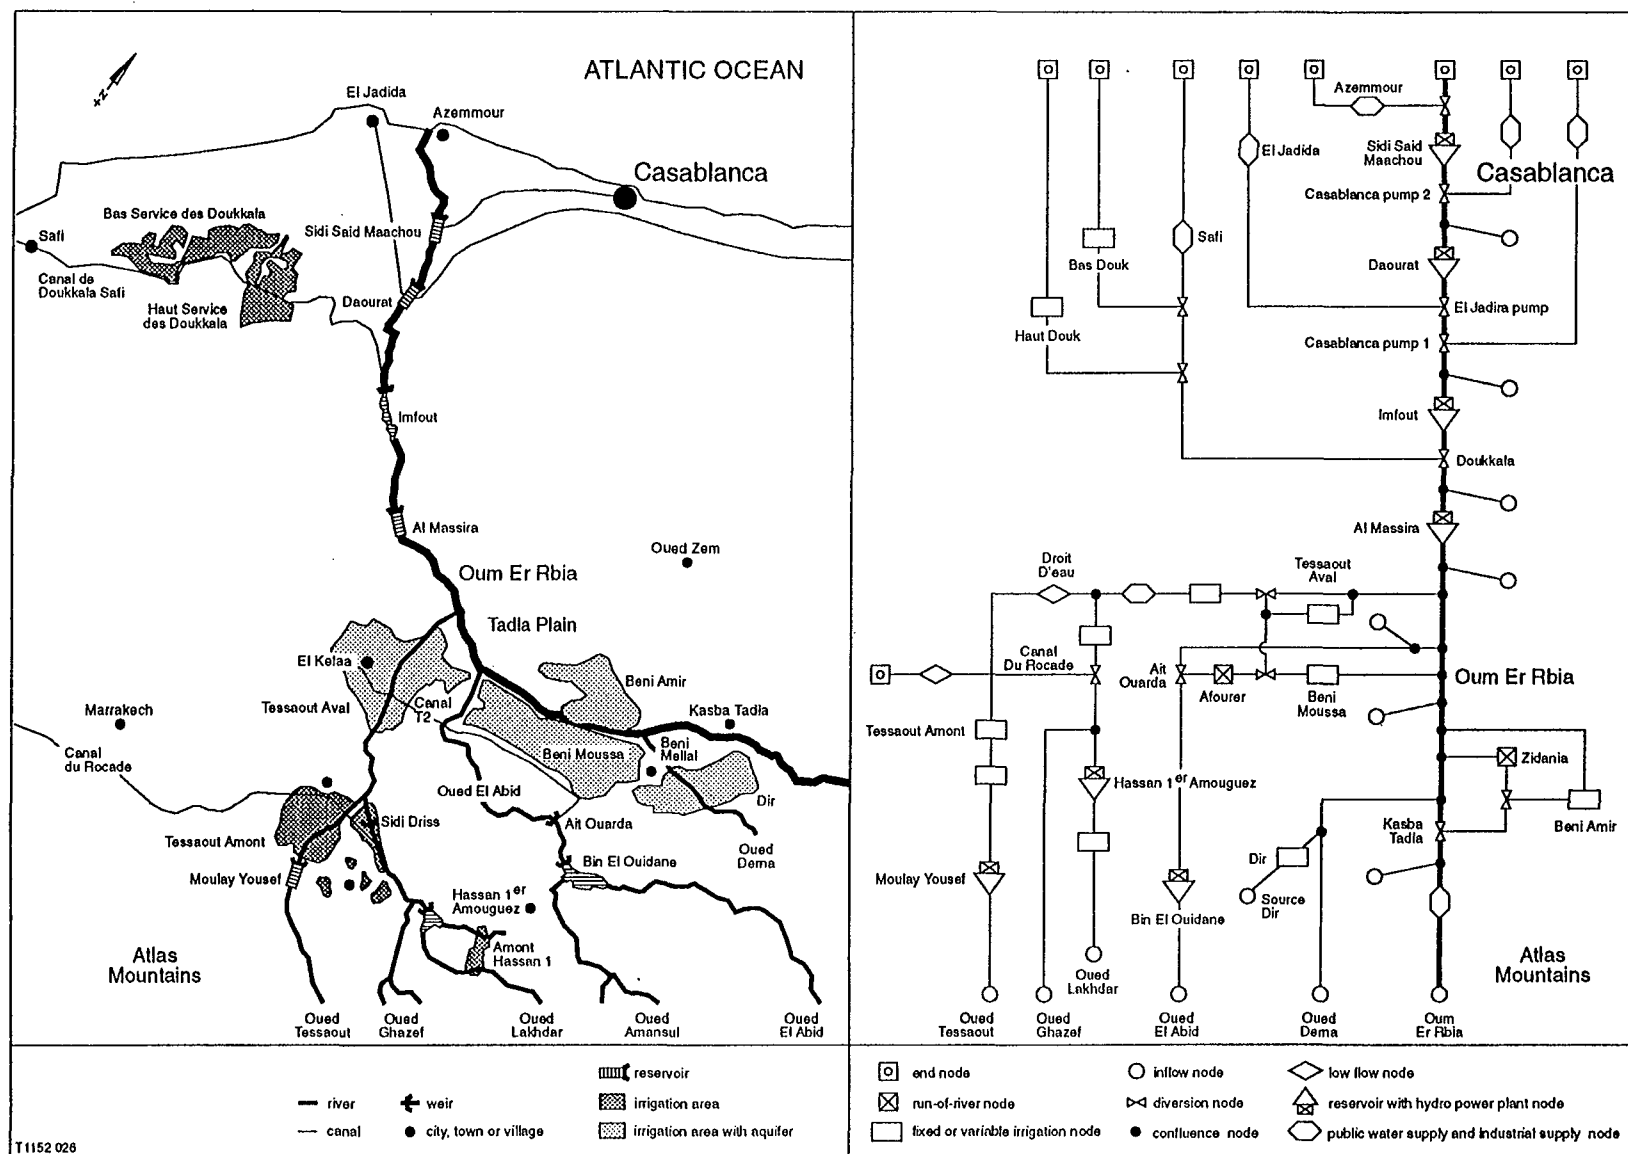 ATLANTIC OCEAN
N
El Jadida
Azemmour
Casablanca
Bas Service des Doukkala
Safi
Sidi Said Maachou
Canal de
Doukkala Safi
Haut Service
des Doukkala
Daourat
Imfout
Al Massira
Oued Zem
Oum Er Rbia
Tadla Plain
El Kelaa
Beni Amir
Tessaout Aval
Canal
T2
Kasba Tadla
Marrakech
Canal
du Rocade
Beni Moussa
Beni
Mellal
Oued El Abid
Dir
Sidi Driss
Ait Ouarda
Tessaout Amont
Oued
Dema
Moulay Yousef
Bin El Ouidane
Hassan 1er
Amouguez
Amont
Hassan 1
Atlas
Mountains
Oued
Tessaout
Oued
Ghazef
Oued
Lakhdar
Oued
Amansul
Oued
El Abid
reservoir
river
weir
irrigation area
canal
city, town or village
irrigation area with aquifer
T1152 026
Azemmour
El Jadida
Sidi Said
Maachou
Casablanca
Casablanca pump 2
Safi
Bas Douk
Daourat
El Jadira pump
Haut Douk
Casablanca pump 1
Imfout
Doukkala
Al Massira
Droit
D'eau
Tessaout
Aval
Canal
Du Rocade
Ait
Ouarda
Afourer
Beni
Moussa
Oum Er Rbia
Tessaout Amont
Zidania
Hassan 1er Amouguez
Kasba
Tadla
Beni Amir
Dir
Moulay Yousef
Source
Dir
Bin El Ouidane
Atlas
Mountains
Oued
Lakhdar
Oued
Tessaout
Oued
Ghazef
Oued
El Abid
Oued
Dema
Oum
Er Rbia
end node
inflow node
low flow node
run-of-river node
diversion node
reservoir with hydro power plant node
fixed or variable irrigation node
confluence node
public water supply and industrial supply node